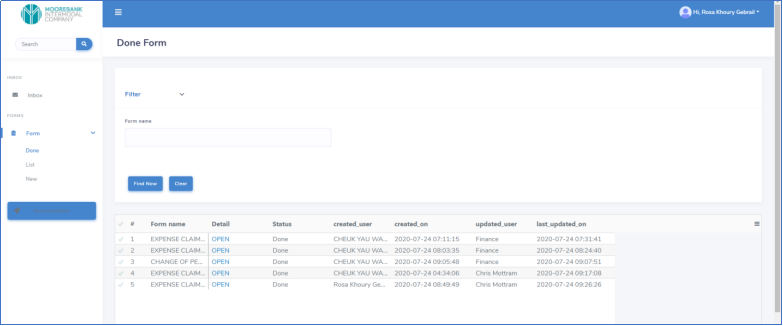 MOOREBANK
INTERMODAL
COMPANY
Hi, Rosa Khoury Gebrail
Search
Done Form
INBOX
Inbox
FORMS
Form
Done
List
New
Filter
Form name
Find Now Clear
# Form name Detail Status created_user created_on updated_user last_updated_on
1 EXPENSE CLAIM... OPEN Done CHEUK YAU WA... 2020-07-24 07:11:15 Finance 2020-07-24 07:31:41
2 EXPENSE CLAIM... OPEN Done CHEUK YAU WA... 2020-07-24 08:03:35 Finance 2020-07-24 08:24:40
3 CHANGE OF PE... OPEN Done CHEUK YAU WA... 2020-07-24 09:05:48 Finance 2020-07-24 09:07:51
4 EXPENSE CLAIM... OPEN Done CHEUK YAU WA... 2020-07-24 04:34:06 Chris Mottram 2020-07-24 09:17:08
5 EXPENSE CLAIM... OPEN Done Rosa Khoury Ge... 2020-07-24 08:49:49 Chris Mottram 2020-07-24 09:26:26